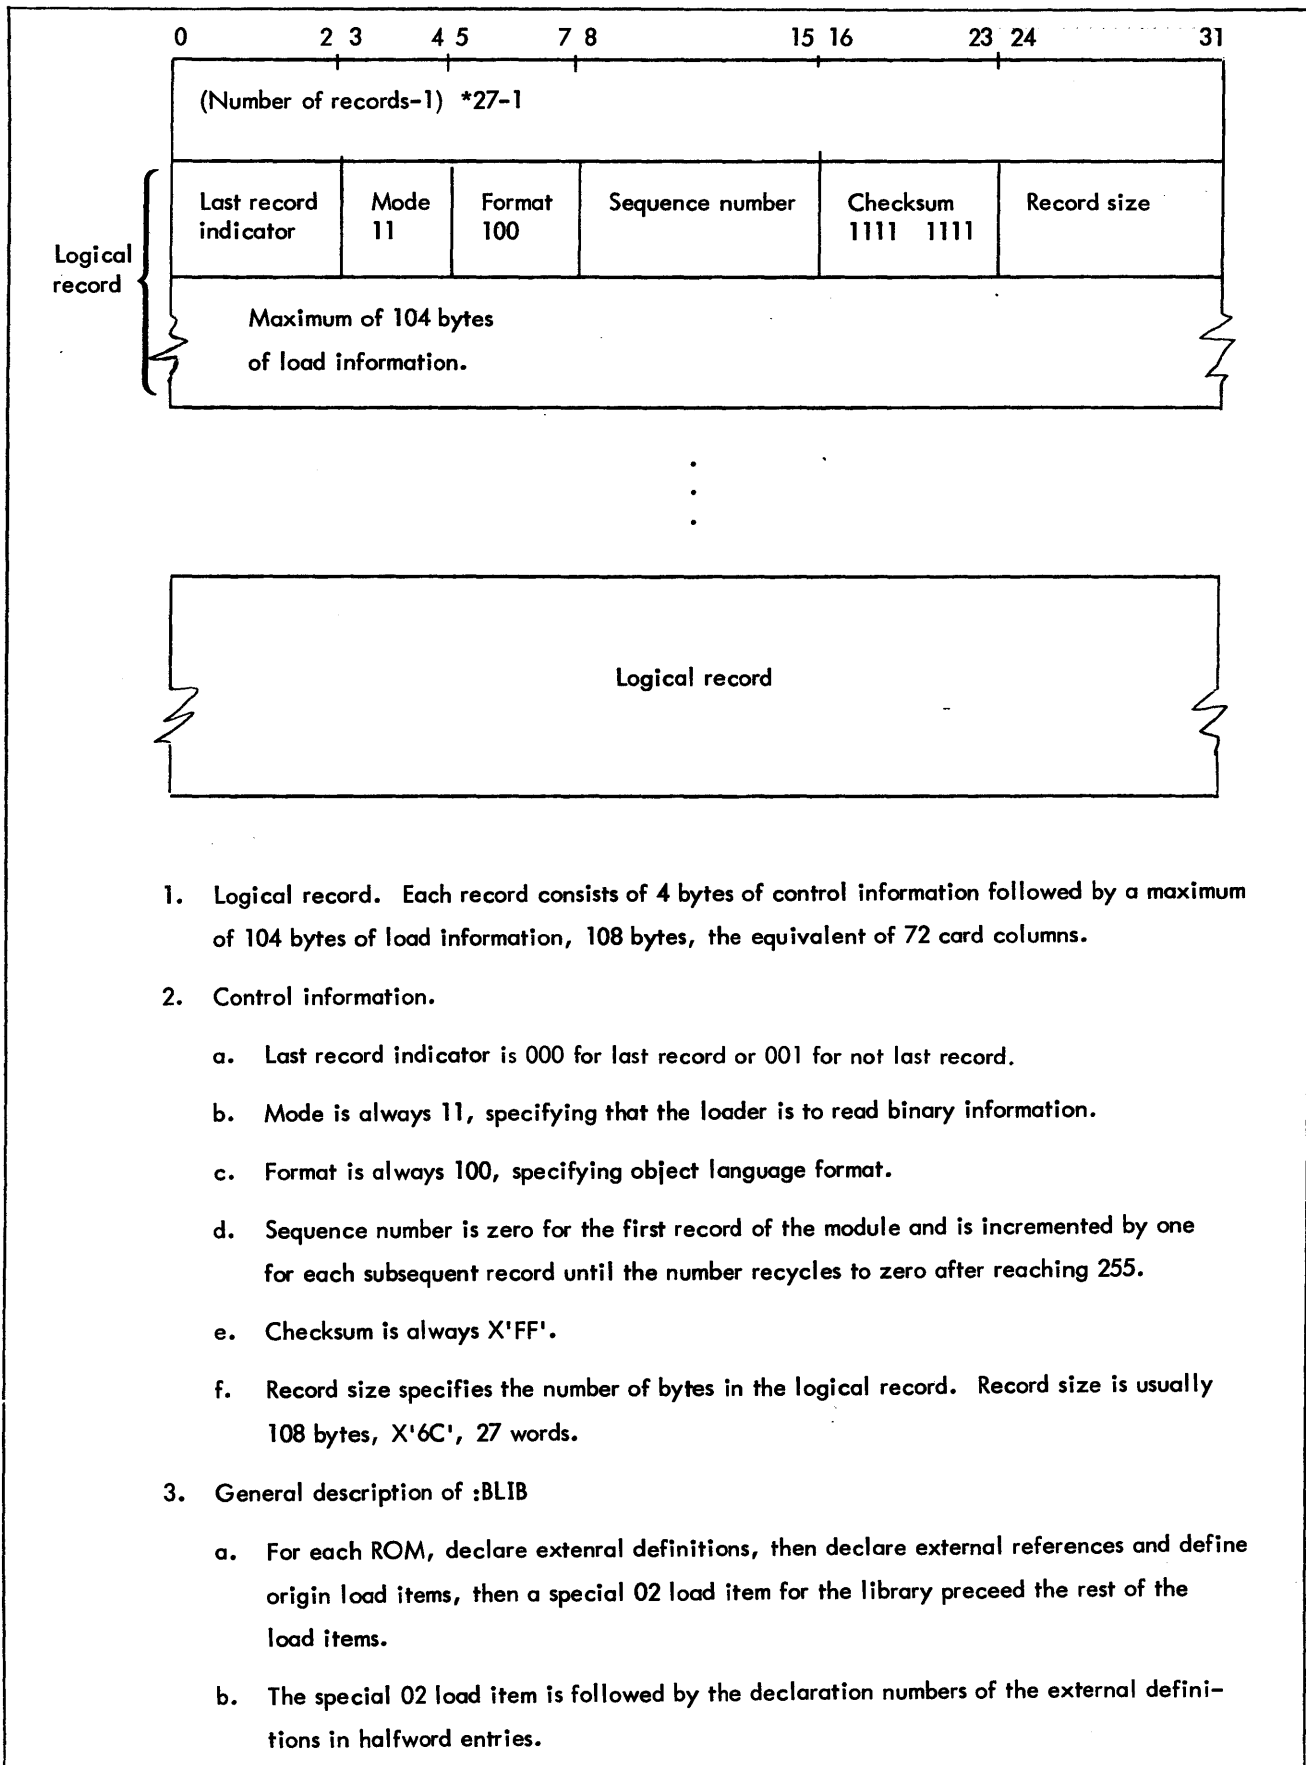 0 2 3 4 5 7 8 15 16 23 24 31
(Number of records-1) *27-1
Last record Mode Format Sequence number Checksum Record size
indicator 11 100 1111 1111
Logical
record
Maximum of 104 bytes
of load information.
Logical record
1. Logical record. Each record consists of 4 bytes of control information followed by a maximum
of 104 bytes of load information, 108 bytes, the equivalent of 72 card columns.
2. Control information.
a. Last record indicator is 000 for last record or 001 for not last record.
b. Mode is always 11, specifying that the loader is to read binary information.
c. Format is always 100, specifying object language format.
d. Sequence number is zero for the first record of the module and is incremented by one
for each subsequent record until the number recycles to zero after reaching 255.
e. Checksum is always X'FF'.
f. Record size specifies the number of bytes in the logical record. Record size is usually
108 bytes, X'6C', 27 words.
3. General description of :BLIB
a. For each ROM, declare extenral definitions, then declare external references and define
origin load items, then a special 02 load item for the library preceed the rest of the
load items.
b. The special 02 load item is followed by the declaration numbers of the external defini-
tions in halfword entries.